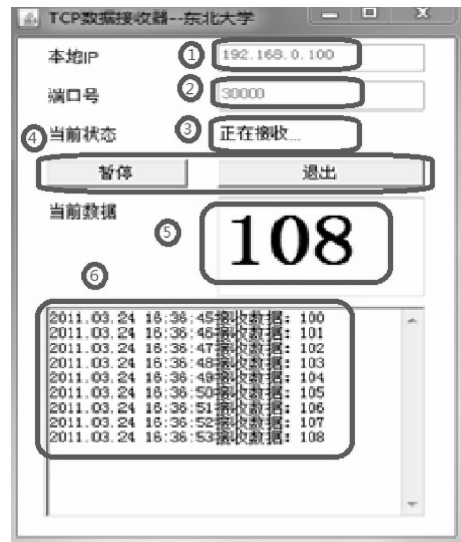 TCP数据接收器--东北大学
本地IP ① 192.168.0.100
端口号 ② 30000
④ 当前状态 ③ 正在接收...
暂停 退出
当前数据 ⑤ 108
⑥
2011.03.24 16:36:45接收数据: 100
2011.03.24 16:36:46接收数据: 101
2011.03.24 16:36:47接收数据: 102
2011.03.24 16:36:48接收数据: 103
2011.03.24 16:36:49接收数据: 104
2011.03.24 16:36:50接收数据: 105
2011.03.24 16:36:51接收数据: 106
2011.03.24 16:36:52接收数据: 107
2011.03.24 16:36:53接收数据: 108